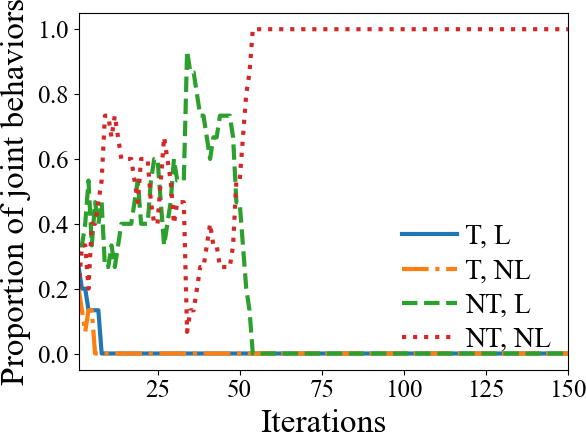 Proportion of joint behaviors
1.0
0.8
0.6
0.4
0.2
0.0
T, L
T, NL
NT, L
NT, NL
25
50
75
100
125
150
Iterations